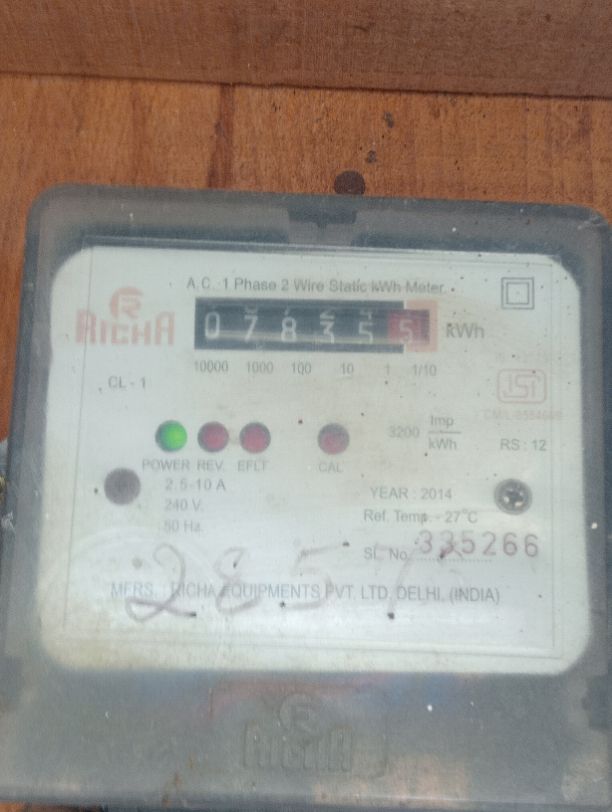 A.C. 1 Phase 2 Wire Static kWh Meter
RICHA
0 7 8 3 5 5 kWh
10000 1000 100 10 1 1/10
CL - 1
ISI
3200 Imp/kWh
RS : 12
POWER REV. EFLT CAL
2.5-10 A
240 V.
50 Hz.
YEAR : 2014
Ref. Temp. - 27°C
SL. No. 335266
MFRS. : RICHA EQUIPMENTS PVT. LTD. DELHI. (INDIA)
RICHA